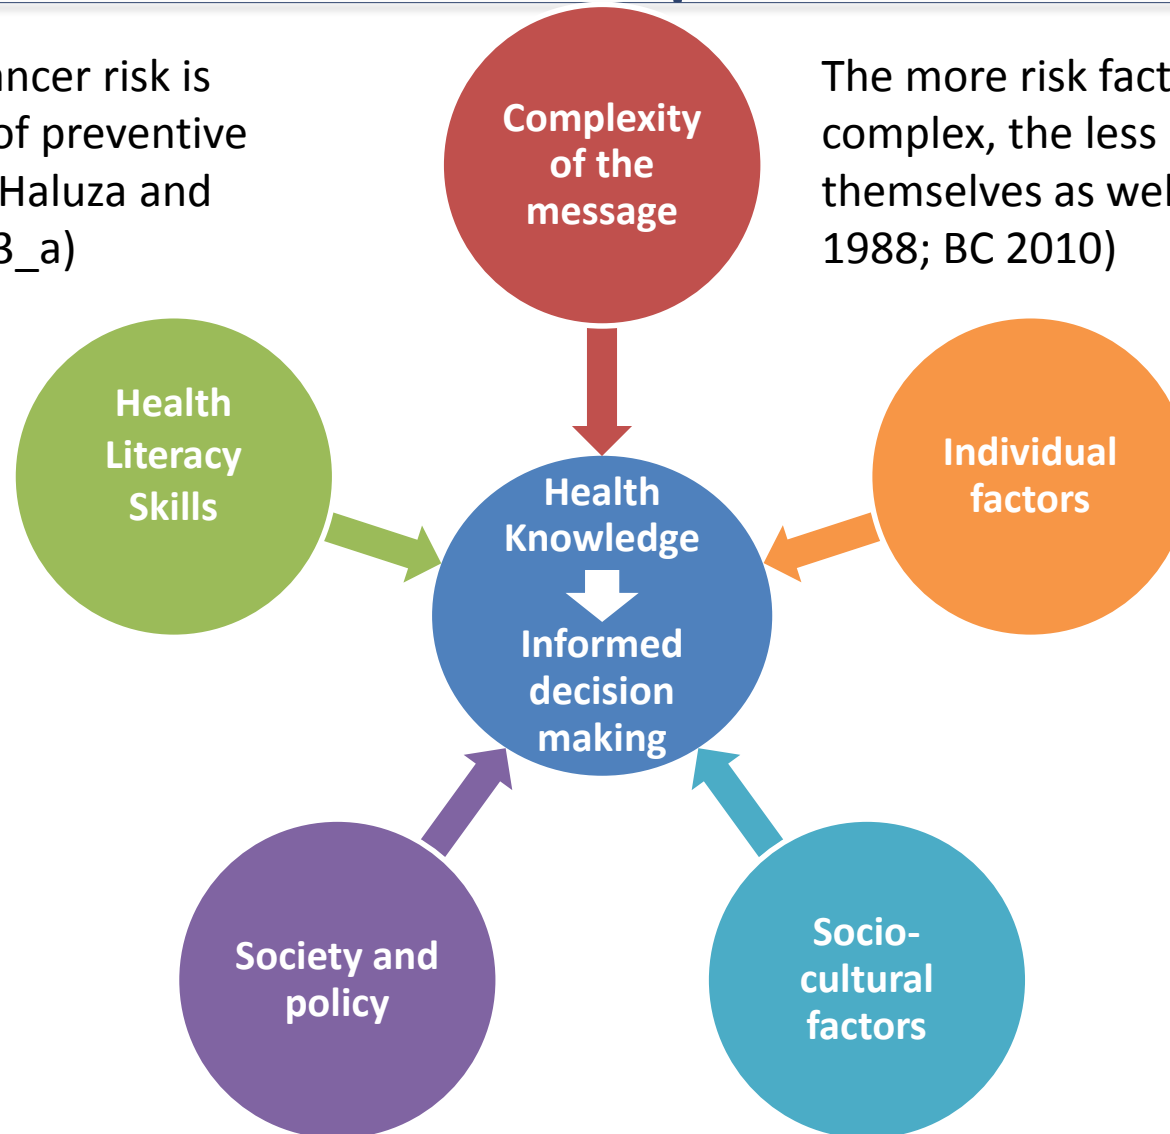 ancer risk is
of preventive
Haluza and
3_a)
The more risk fact
complex, the less
themselves as wel
1988; BC 2010)
Complexity
of the
message
Health
Literacy
Skills
Individual
factors
Health
Knowledge
Informed
decision
making
Society and
policy
Socio-
cultural
factors